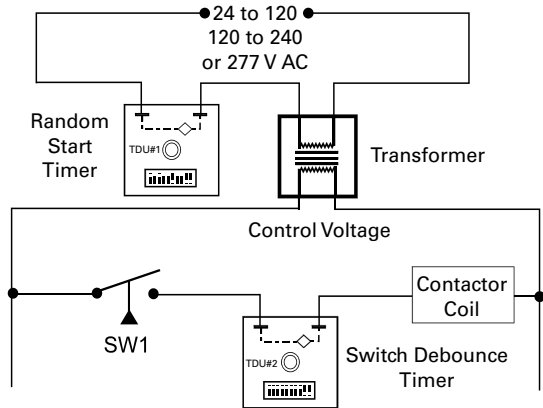 24 to 120
120 to 240
or 277 V AC
Random
Start
Timer
TDU#1
Transformer
Control Voltage
SW1
Contactor
Coil
TDU#2
Switch Debounce
Timer